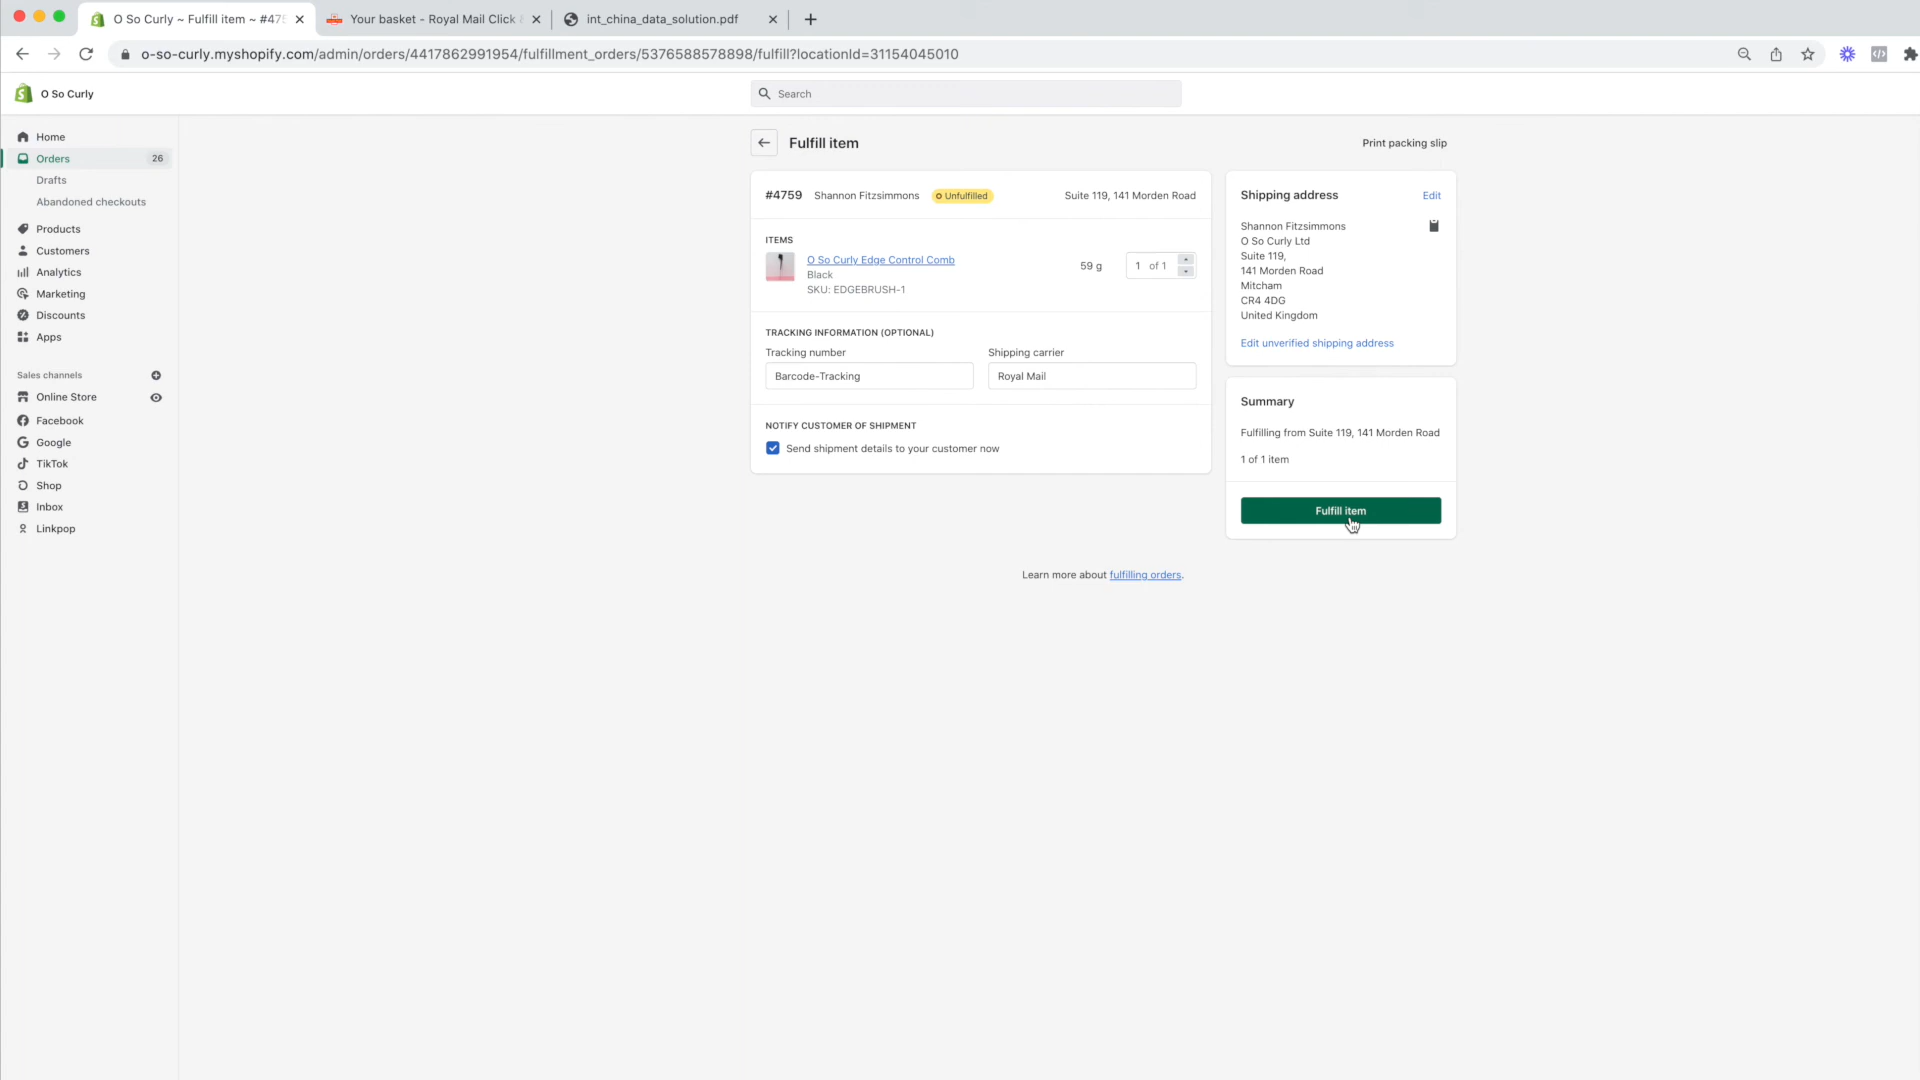 O So Curly ~ Fulfill item ~ #475
Your basket - Royal Mail Click
int_china_data_solution.pdf
o-so-curly.myshopify.com/admin/orders/4417862991954/fulfillment_orders/5376588578898/fulfill?locationId=31154045010
O So Curly
Search
Home
Orders 26
Drafts
Abandoned checkouts
Products
Customers
Analytics
Marketing
Discounts
Apps
Sales channels
Online Store
Facebook
Google
TikTok
Shop
Inbox
Linkpop
Fulfill item
Print packing slip
#4759 Shannon Fitzsimmons Unfulfilled Suite 119, 141 Morden Road
ITEMS
O So Curly Edge Control Comb
Black
SKU: EDGEBRUSH-1
59 g 1 of 1
TRACKING INFORMATION (OPTIONAL)
Tracking number Shipping carrier
Barcode-Tracking Royal Mail
NOTIFY CUSTOMER OF SHIPMENT
Send shipment details to your customer now
Shipping address Edit
Shannon Fitzsimmons
O So Curly Ltd
Suite 119,
141 Morden Road
Mitcham
CR4 4DG
United Kingdom
Edit unverified shipping address
Summary
Fulfilling from Suite 119, 141 Morden Road
1 of 1 item
Fulfill item
Learn more about fulfilling orders.